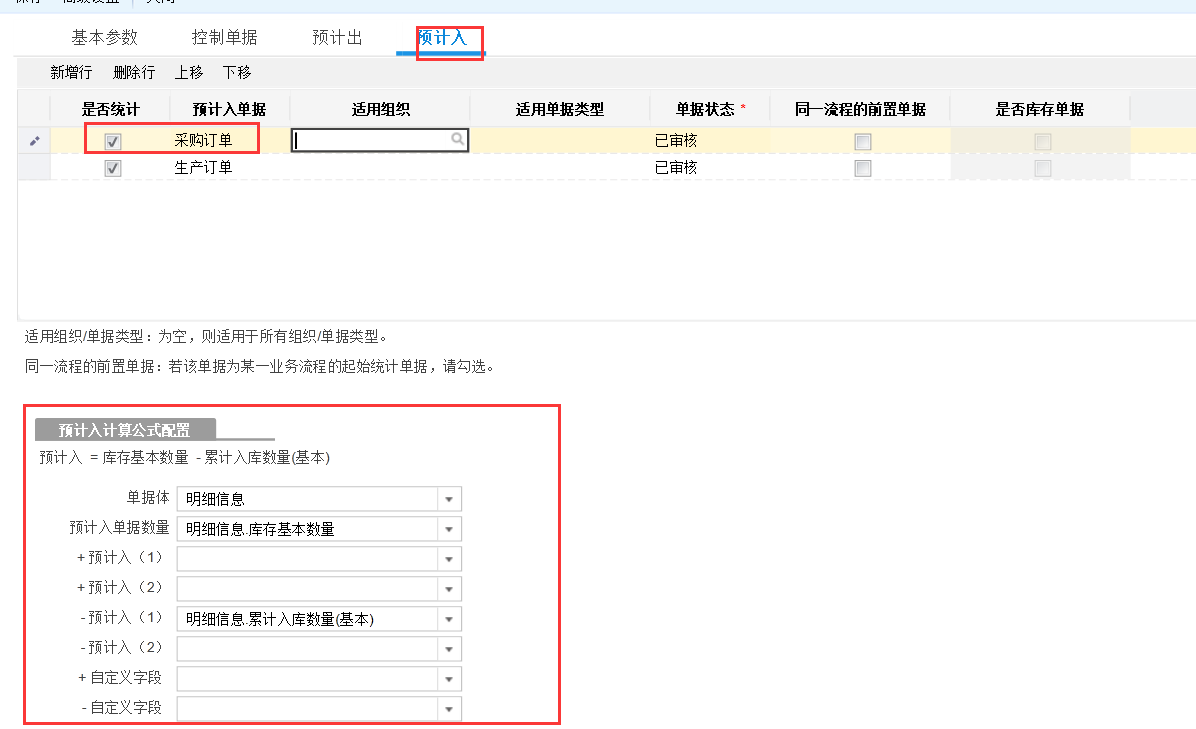 保存 高级设置 关闭
基本参数 控制单据 预计出 预计入
新增行 删除行 上移 下移
是否统计 预计入单据 适用组织 适用单据类型 单据状态 * 同一流程的前置单据 是否库存单据
采购订单 已审核
生产订单 已审核
适用组织/单据类型：为空，则适用于所有组织/单据类型。
同一流程的前置单据：若该单据为某一业务流程的起始统计单据，请勾选。
预计入计算公式配置
预计入 = 库存基本数量 - 累计入库数量(基本)
单据体 明细信息
预计入单据数量 明细信息.库存基本数量
+预计入（1）
+预计入（2）
-预计入（1） 明细信息.累计入库数量(基本)
-预计入（2）
+自定义字段
-自定义字段